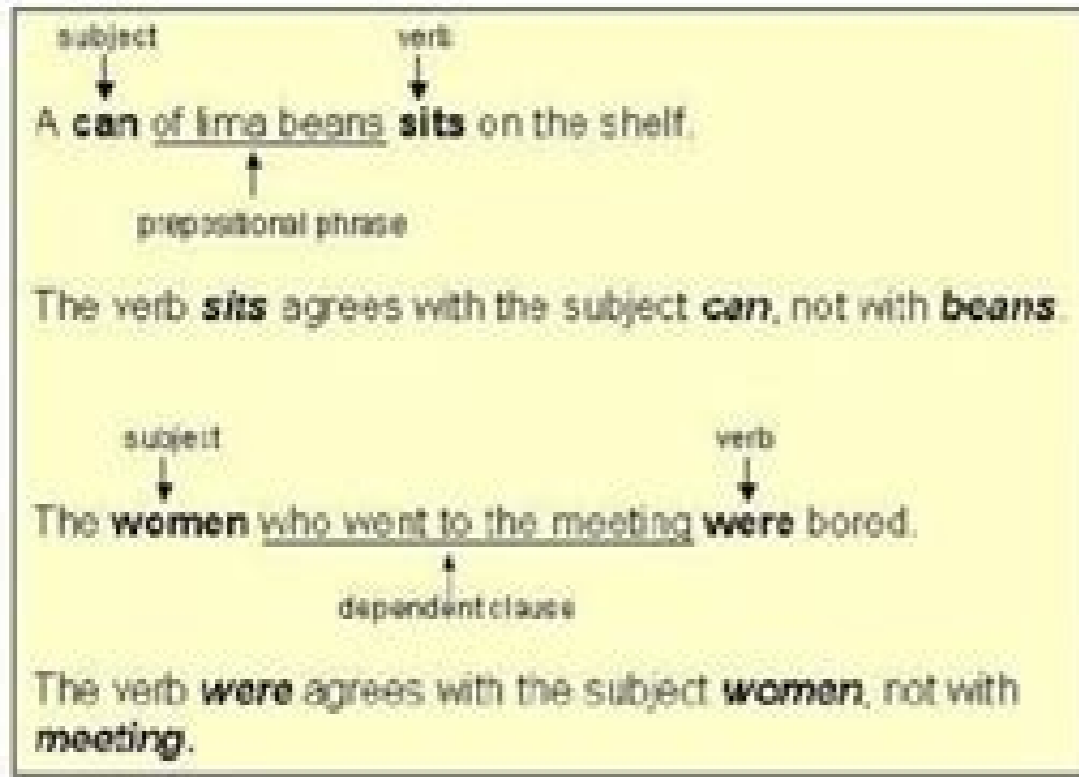 subject verb
A can of lima beans sits on the shelf.
prepositional phrase
The verb sits agrees with the subject can, not with beans.
subject verb
The women who went to the meeting were bored.
dependent clause
The verb were agrees with the subject women, not with
meeting.